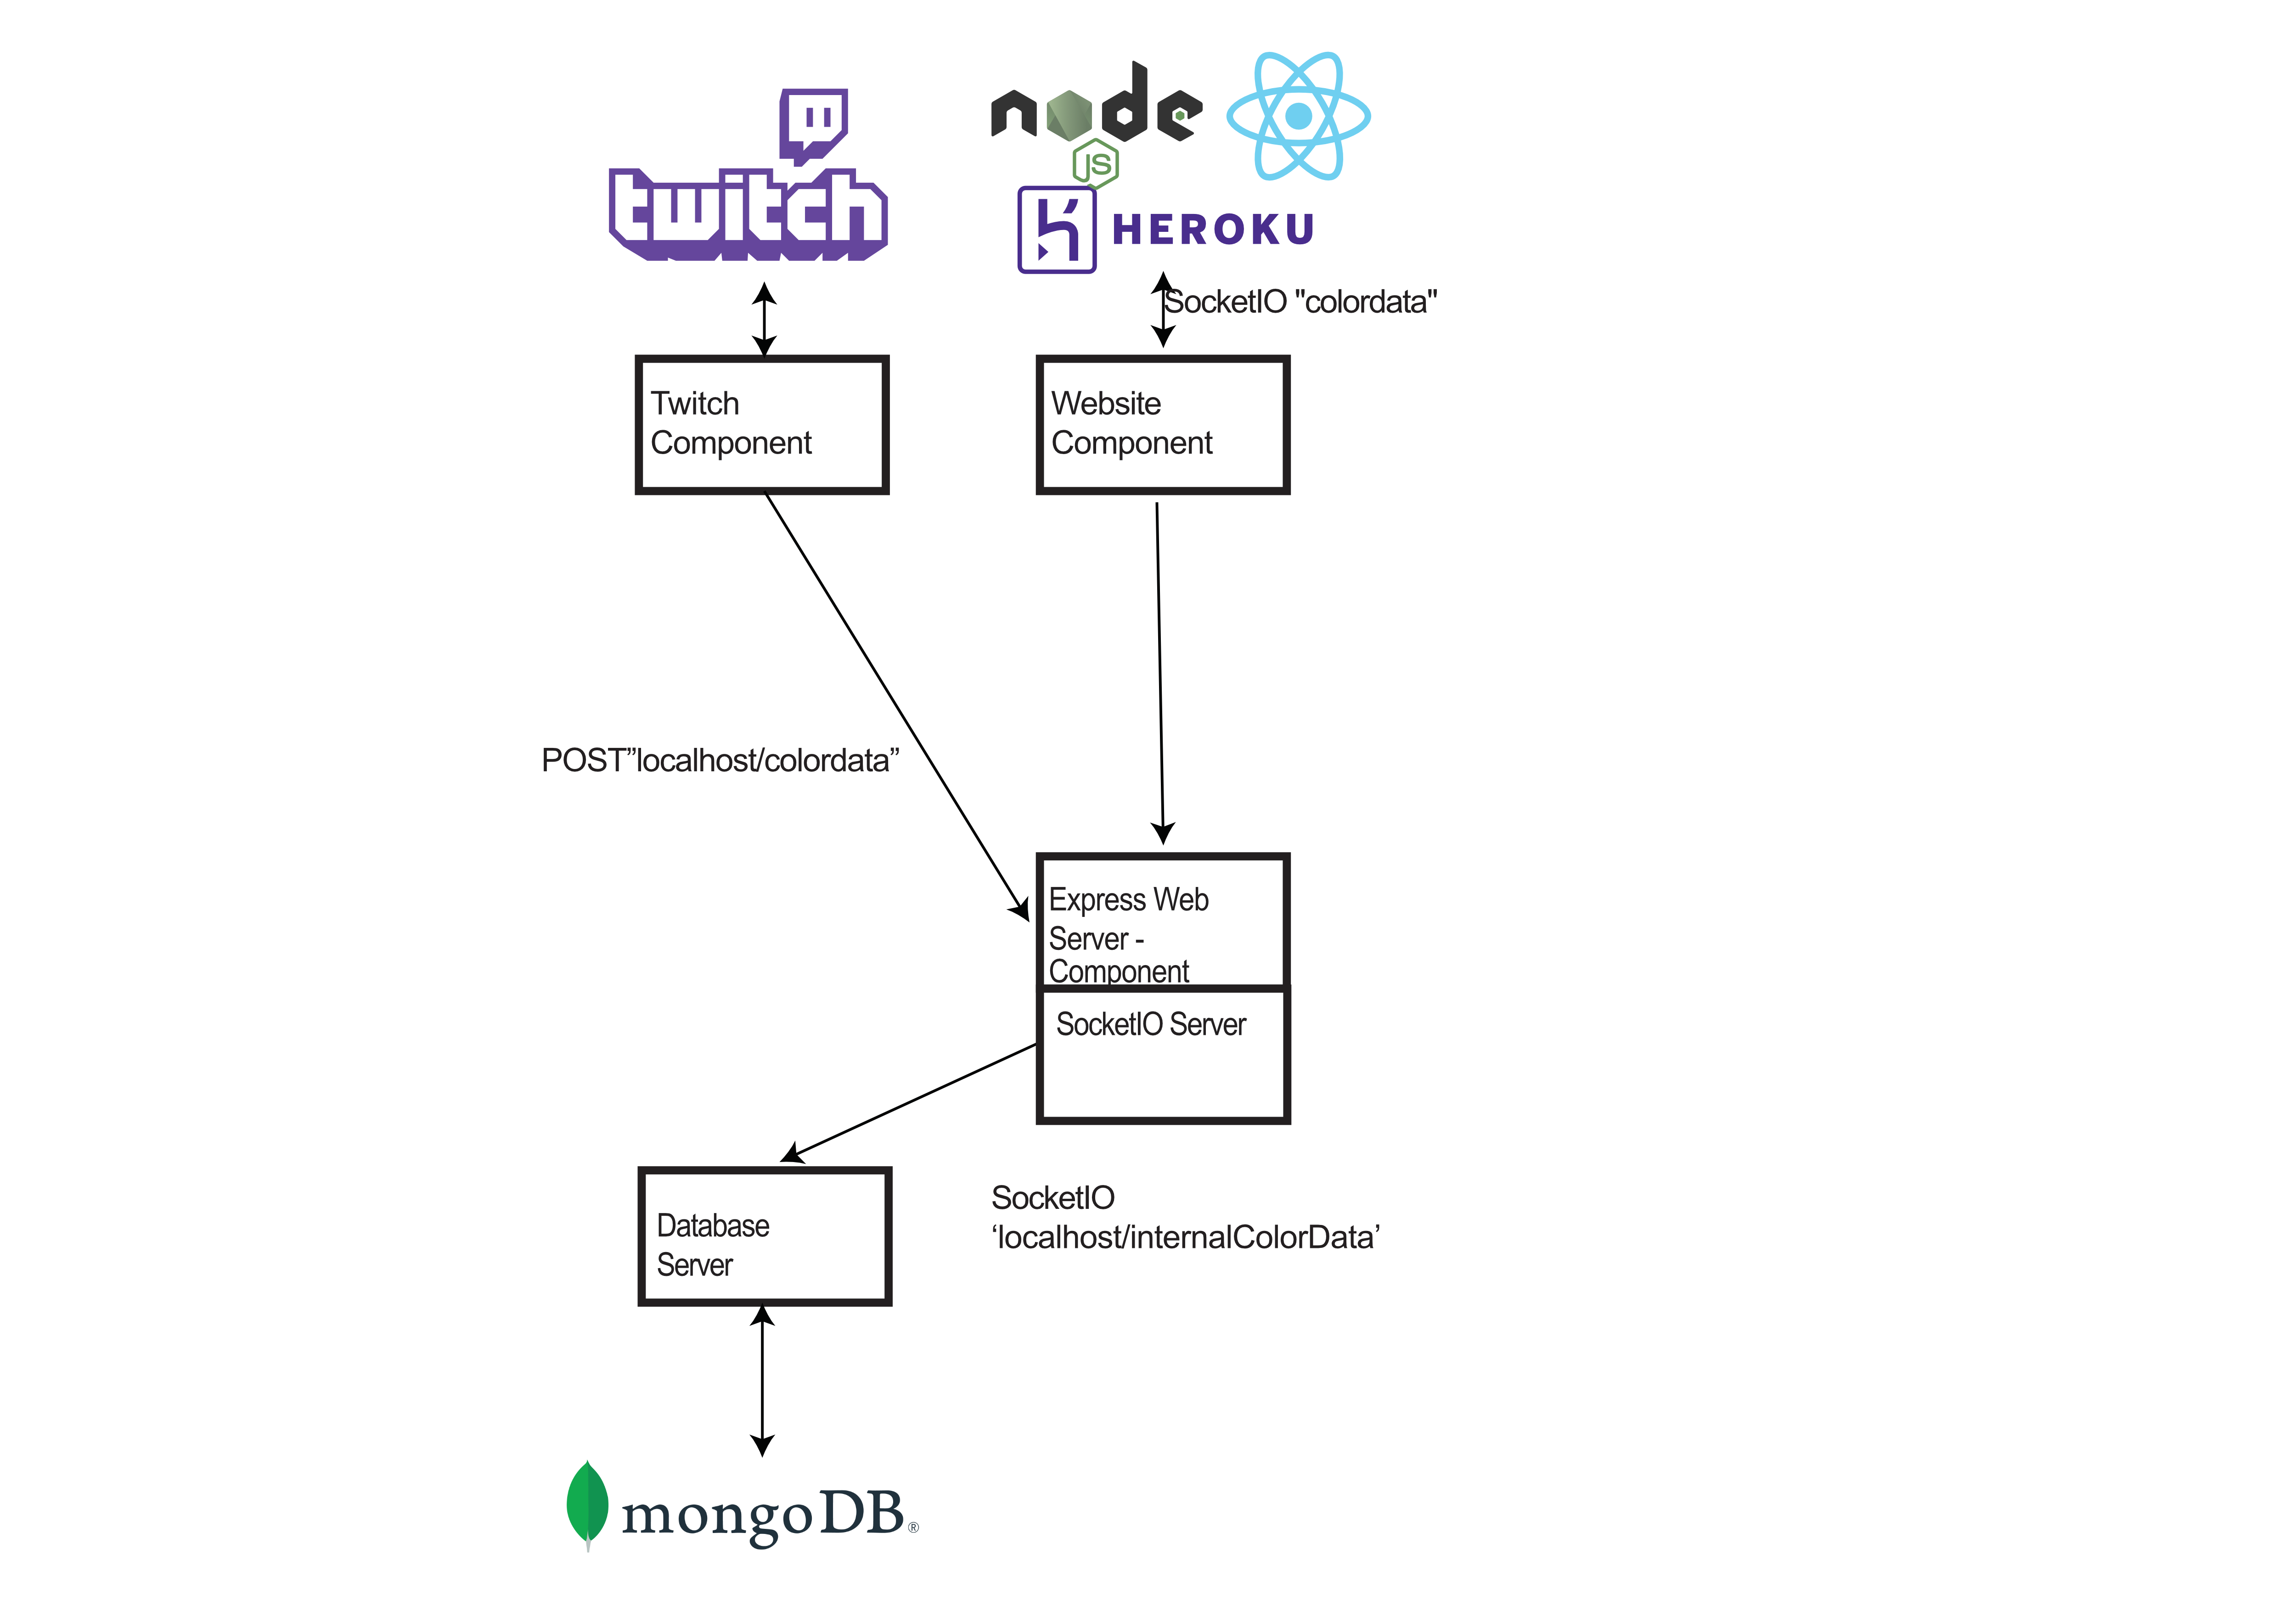 twitch
node
JS
HEROKU
SocketIO "colordata"
Twitch
Component
Website
Component
POST”localhost/colordata”
Express Web
Server -
Component
SocketIO Server
Database
Server
SocketIO
‘localhost/internalColorData’
mongoDB®